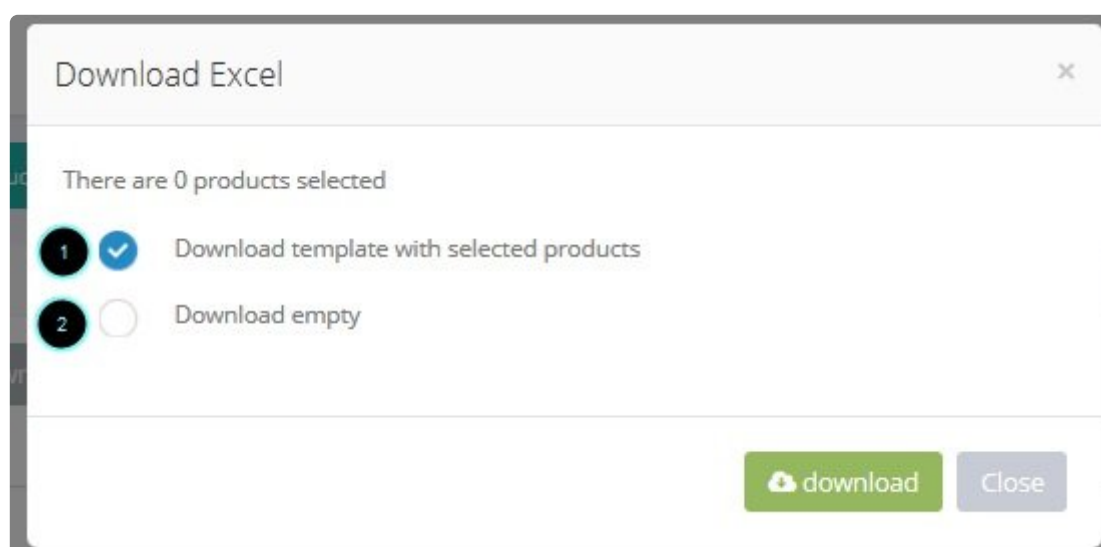 Download Excel ×
There are 0 products selected
1 Download template with selected products
2 Download empty
download Close